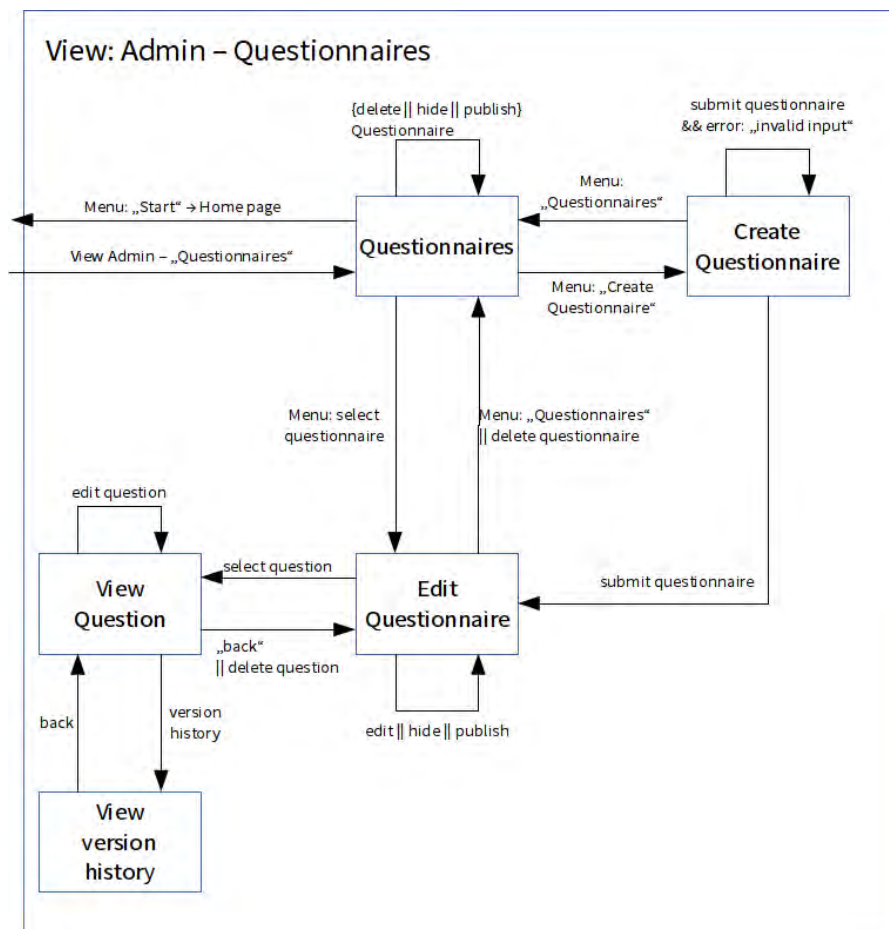 View: Admin – Questionnaires
{delete || hide || publish}
Questionnaire
submit questionnaire
&& error: „invalid input“
Menu: „Start“ → Home page
Menu:
„Questionnaires“
Questionnaires
Create
Questionnaire
View Admin – „Questionnaires“
Menu: „Create
Questionnaire“
Menu: select
questionnaire
Menu: „Questionnaires“
|| delete questionnaire
edit question
View
Question
select question
Edit
Questionnaire
submit questionnaire
„back“
|| delete question
back
version
history
edit || hide || publish
View
version
history